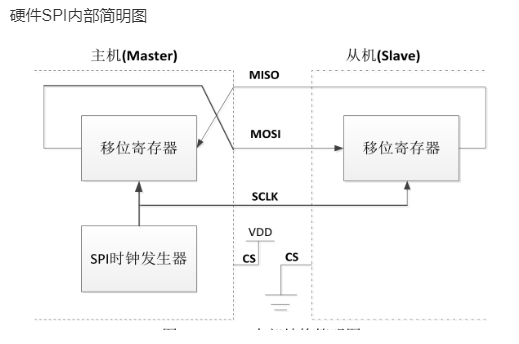 硬件SPI内部简明图
主机(Master)
从机(Slave)
MISO
移位寄存器
MOSI
移位寄存器
SCLK
SPI时钟发生器
VDD
CS
CS